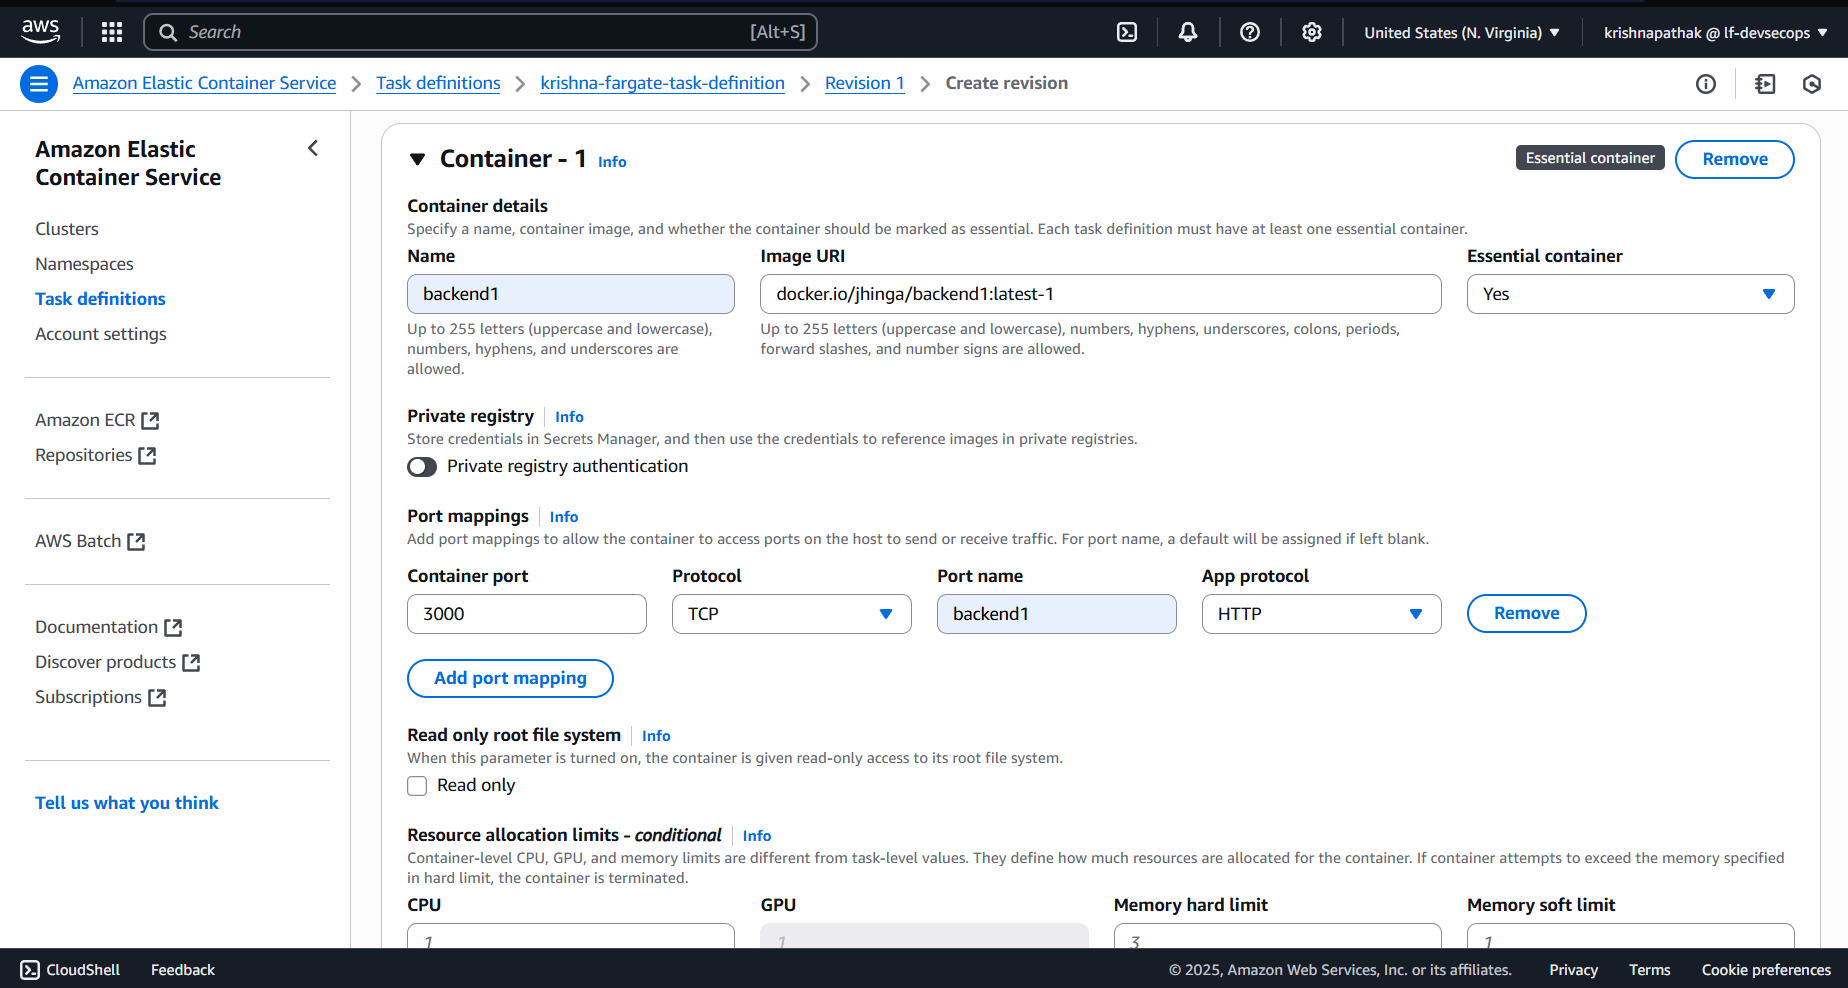 aws
Search
[Alt+S]
United States (N. Virginia)
krishnapathak @ lf-devsecops
Amazon Elastic Container Service
Task definitions
krishna-fargate-task-definition
Revision 1
Create revision
Amazon Elastic
Container Service
Clusters
Namespaces
Task definitions
Account settings
Amazon ECR
Repositories
AWS Batch
Documentation
Discover products
Subscriptions
Tell us what you think
Container - 1 Info
Essential container
Remove
Container details
Specify a name, container image, and whether the container should be marked as essential. Each task definition must have at least one essential container.
Name
Image URI
Essential container
backend1
docker.io/jhinga/backend1:latest-1
Yes
Up to 255 letters (uppercase and lowercase),
numbers, hyphens, and underscores are
allowed.
Up to 255 letters (uppercase and lowercase), numbers, hyphens, underscores, colons, periods,
forward slashes, and number signs are allowed.
Private registry Info
Store credentials in Secrets Manager, and then use the credentials to reference images in private registries.
Private registry authentication
Port mappings Info
Add port mappings to allow the container to access ports on the host to send or receive traffic. For port name, a default will be assigned if left blank.
Container port
Protocol
Port name
App protocol
3000
TCP
backend1
HTTP
Remove
Add port mapping
Read only root file system Info
When this parameter is turned on, the container is given read-only access to its root file system.
Read only
Resource allocation limits - conditional Info
Container-level CPU, GPU, and memory limits are different from task-level values. They define how much resources are allocated for the container. If container attempts to exceed the memory specified
in hard limit, the container is terminated.
CPU
GPU
Memory hard limit
Memory soft limit
1
1
3
1
CloudShell
Feedback
© 2025, Amazon Web Services, Inc. or its affiliates.
Privacy
Terms
Cookie preferences